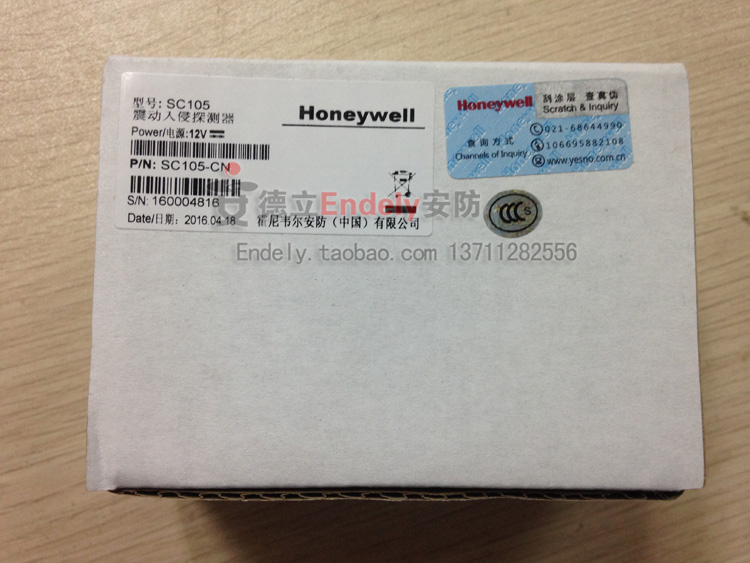 型号: SC105
震动入侵探测器
Power/电源:12V
Honeywell
P/N: SC105-CN
S/N: 160004816
Date/日期: 2016.04.18
霍尼韦尔安防（中国）有限公司
Honeywell
刮涂层 查真伪
Scratch & Inquiry
查询方式
Channels of Inquiry
021-68644990
106695882108
www.yesno.com.cn
CCC S
德立Endely安防
Endely.taobao.com 13711282556